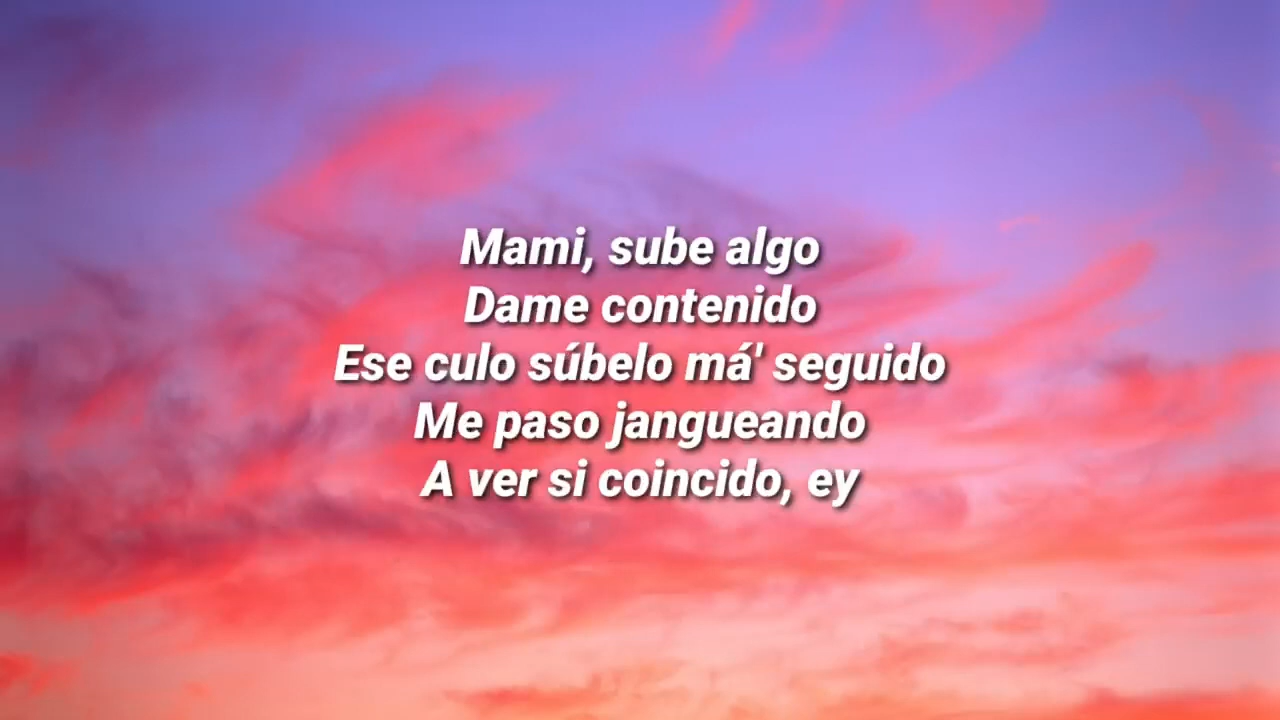 Mami, sube algo
Dame contenido
Ese culo súbelo má' seguido
Me paso jangueando
A ver si coincido, ey